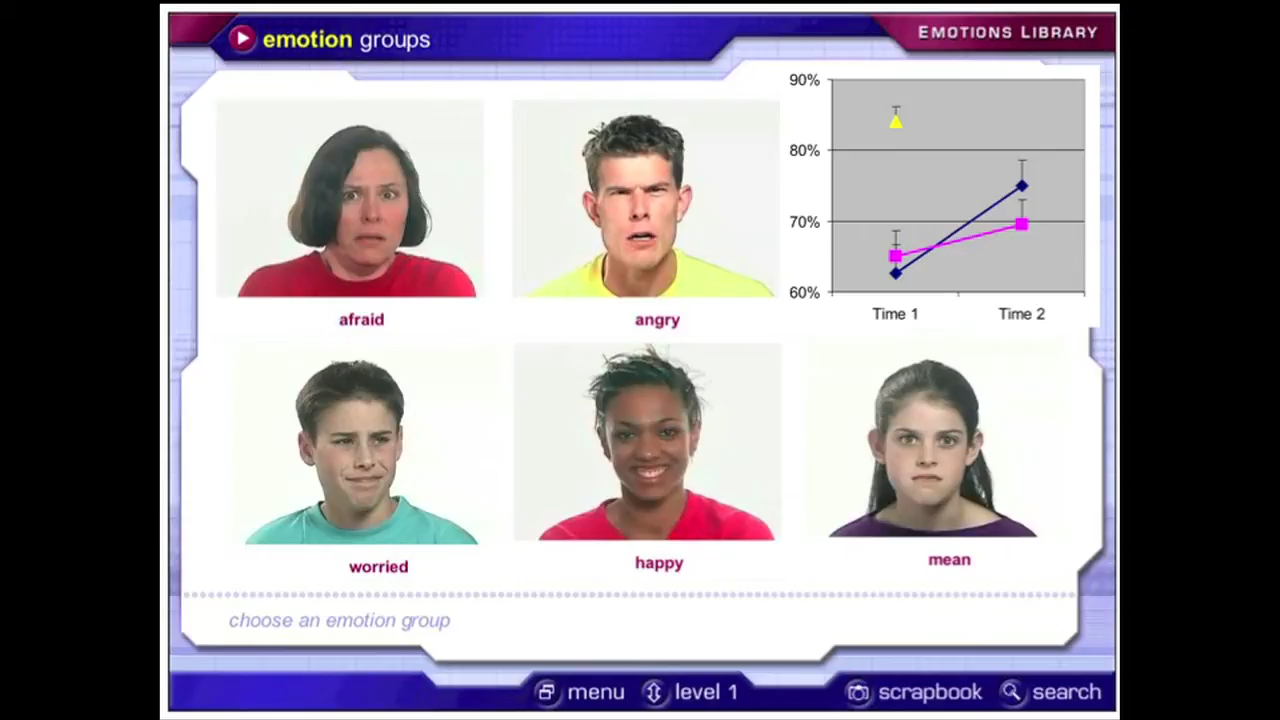 emotion groups
EMOTIONS LIBRARY
90%
80%
70%
60%
Time 1 Time 2
afraid angry
worried happy mean
choose an emotion group
menu level 1 scrapbook search